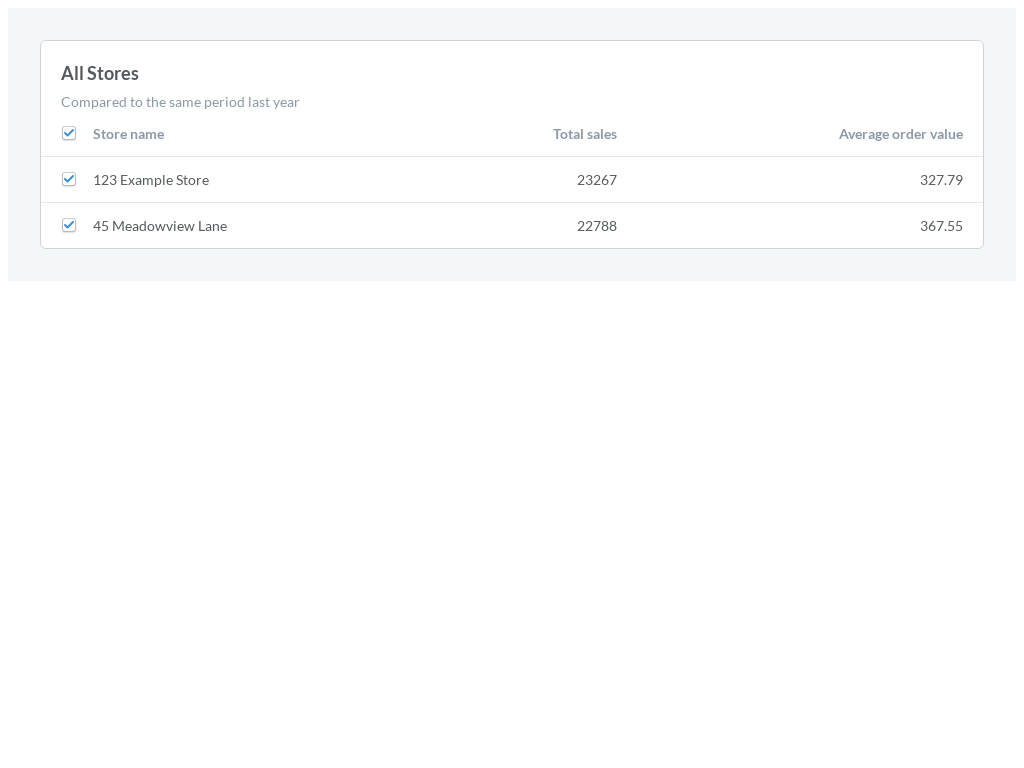 All Stores
Compared to the same period last year
Store name Total sales Average order value
123 Example Store 23267 327.79
45 Meadowview Lane 22788 367.55